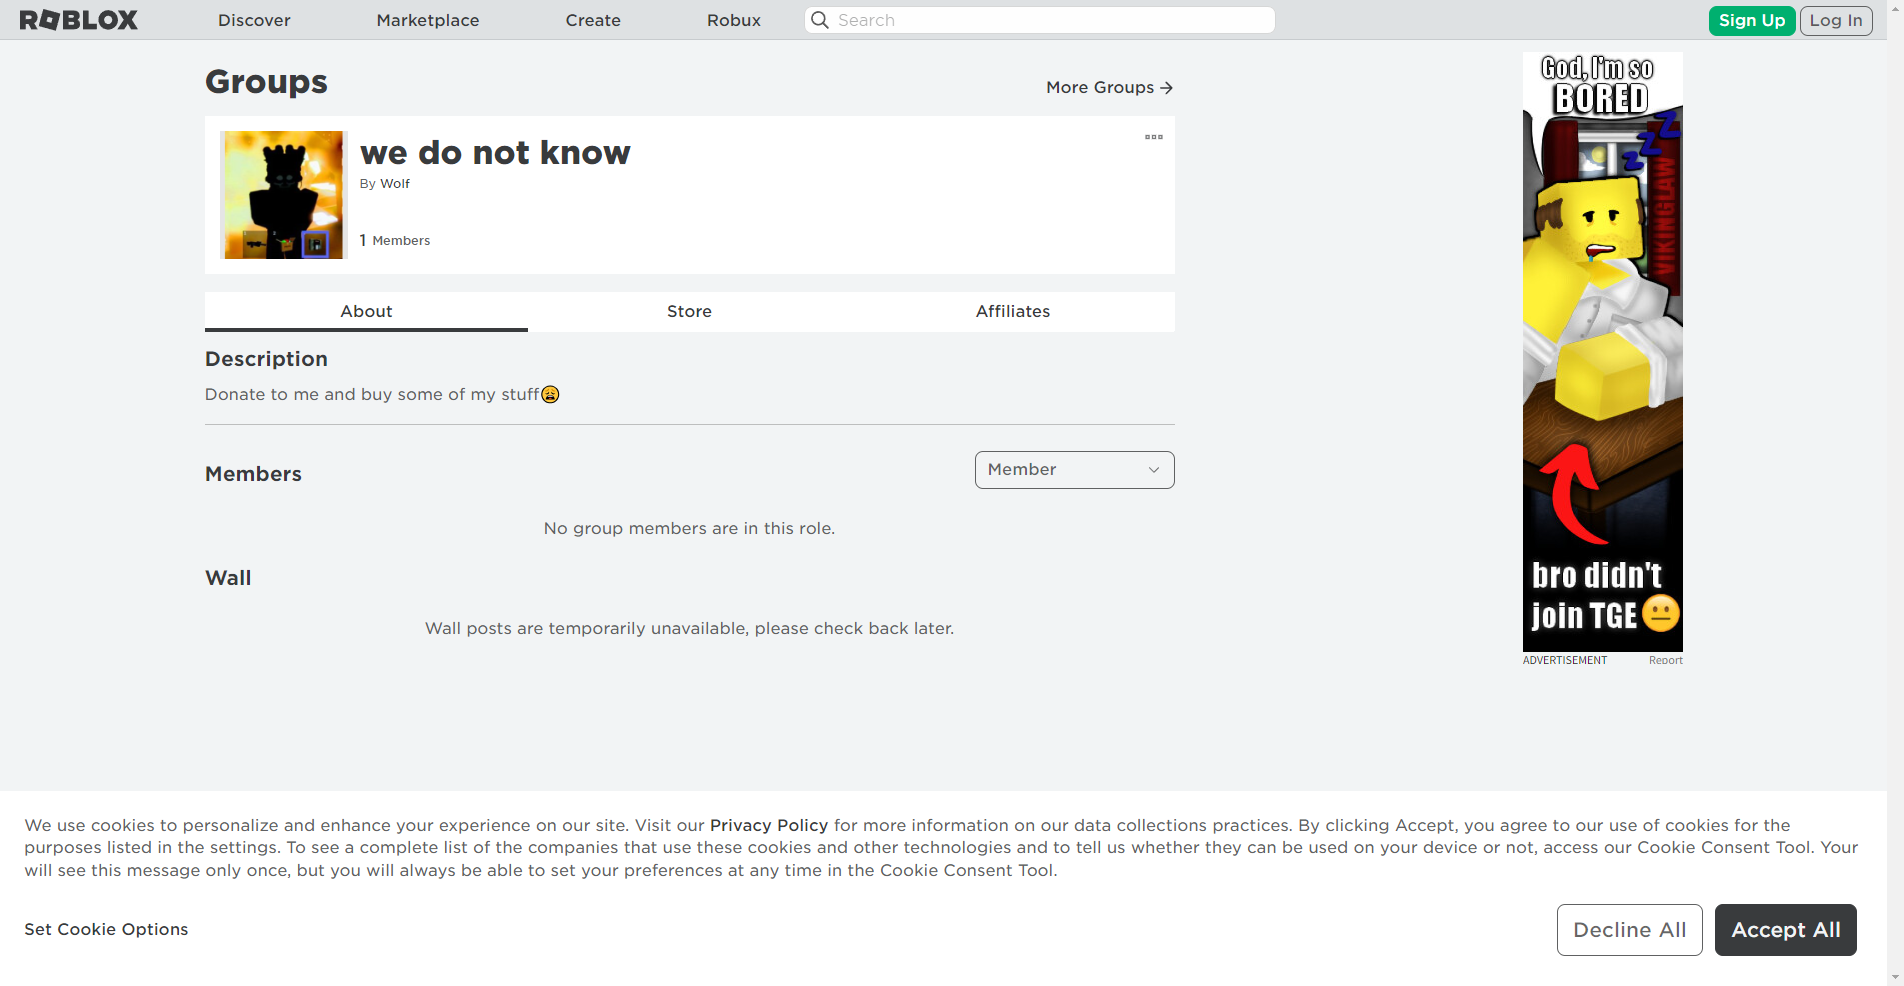 ROBLOX Discover Marketplace Create Robux Search Sign Up Log In
Groups
More Groups →
we do not know
By Wolf
1 Members
About Store Affiliates
Description
Donate to me and buy some of my stuff😩
Members
Member
No group members are in this role.
Wall
Wall posts are temporarily unavailable, please check back later.
God, I'm so
BORED
zzZ
VIKINGLAW
bro didn't
join TGE😐
ADVERTISEMENT Report
We use cookies to personalize and enhance your experience on our site. Visit our Privacy Policy for more information on our data collections practices. By clicking Accept, you agree to our use of cookies for the
purposes listed in the settings. To see a complete list of the companies that use these cookies and other technologies and to tell us whether they can be used on your device or not, access our Cookie Consent Tool. Your
will see this message only once, but you will always be able to set your preferences at any time in the Cookie Consent Tool.
Set Cookie Options
Decline All Accept All